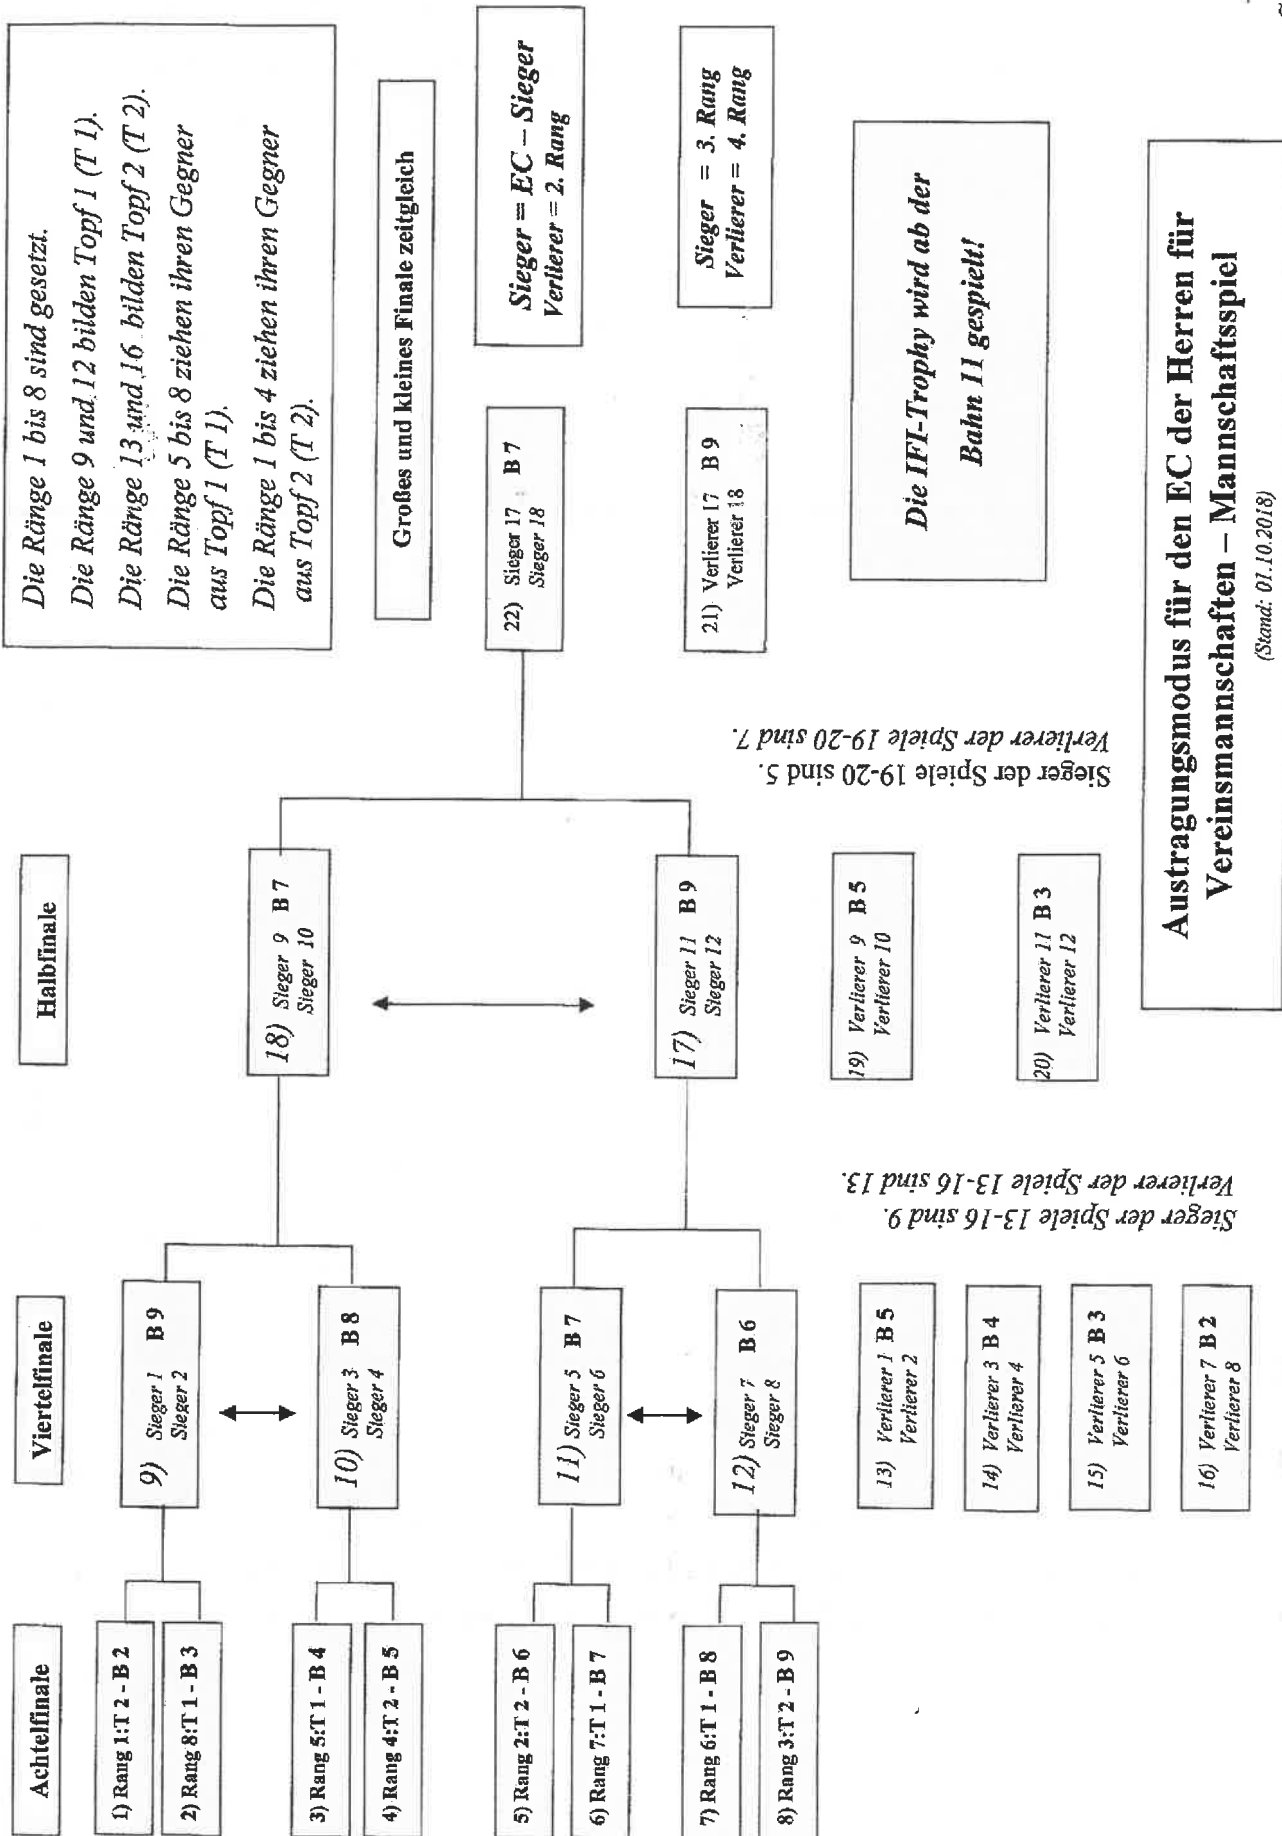 Achtelfinale
1) Rang 1:T 2 - B 2
2) Rang 8:T 1 - B 3
3) Rang 5:T 1 - B 4
4) Rang 4:T 2 - B 5
5) Rang 2:T 2 - B 6
6) Rang 7:T 1 - B 7
7) Rang 6:T 1 - B 8
8) Rang 3:T 2 - B 9
Viertelfinale
9) Sieger 1 B 9
Sieger 2
10) Sieger 3 B 8
Sieger 4
11) Sieger 5 B 7
Sieger 6
12) Sieger 7 B 6
Sieger 8
13) Verlierer 1 B 5
Verlierer 2
14) Verlierer 3 B 4
Verlierer 4
15) Verlierer 5 B 3
Verlierer 6
16) Verlierer 7 B 2
Verlierer 8
Sieger der Spiele 13-16 sind 9.
Verlierer der Spiele 13-16 sind 13.
Halbfinale
18) Sieger 9 B 7
Sieger 10
17) Sieger 11 B 9
Sieger 12
19) Verlierer 9 B 5
Verlierer 10
20) Verlierer 11 B 3
Verlierer 12
Sieger der Spiele 19-20 sind 5.
Verlierer der Spiele 19-20 sind 7.
Die Ränge 1 bis 8 sind gesetzt.
Die Ränge 9 und 12 bilden Topf 1 (T 1).
Die Ränge 13 und 16 bilden Topf 2 (T 2).
Die Ränge 5 bis 8 ziehen ihren Gegner
aus Topf 1 (T 1).
Die Ränge 1 bis 4 ziehen ihren Gegner
aus Topf 2 (T 2).
Großes und kleines Finale zeitgleich
22) Sieger 17 B 7
Sieger 18
Sieger = EC – Sieger
Verlierer = 2. Rang
21) Verlierer 17 B 9
Verlierer 18
Sieger = 3. Rang
Verlierer = 4. Rang
Die IFI-Trophy wird ab der
Bahn 11 gespielt!
Austragungsmodus für den EC der Herren für
Vereinsmannschaften – Mannschaftsspiel
(Stand: 01.10.2018)